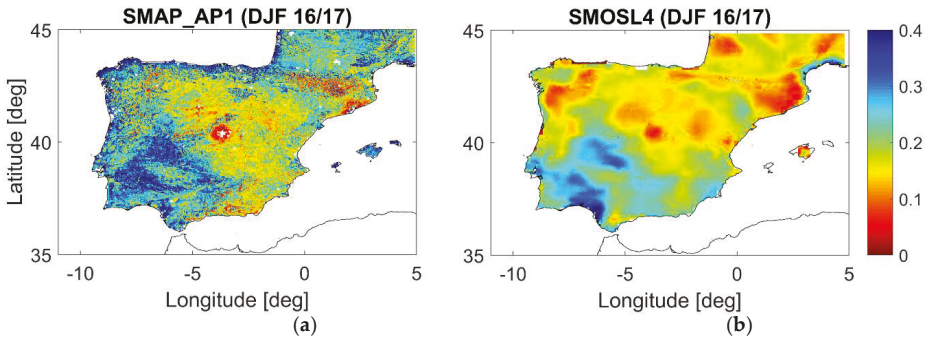 SMAP_AP1 (DJF 16/17)
SMOSL4 (DJF 16/17)
45
40
35
Latitude [deg]
-10 -5 0 5
Longitude [deg]
(a)
45
40
35
-10 -5 0 5
Longitude [deg]
(b)
0.4
0.3
0.2
0.1
0